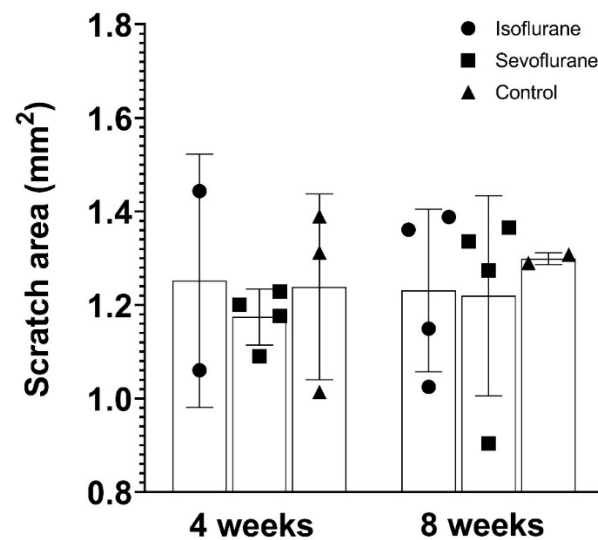 Scratch area (mm²)
1.8
1.6
1.4
1.2
1.0
0.8
Isoflurane
Sevoflurane
Control
4 weeks
8 weeks